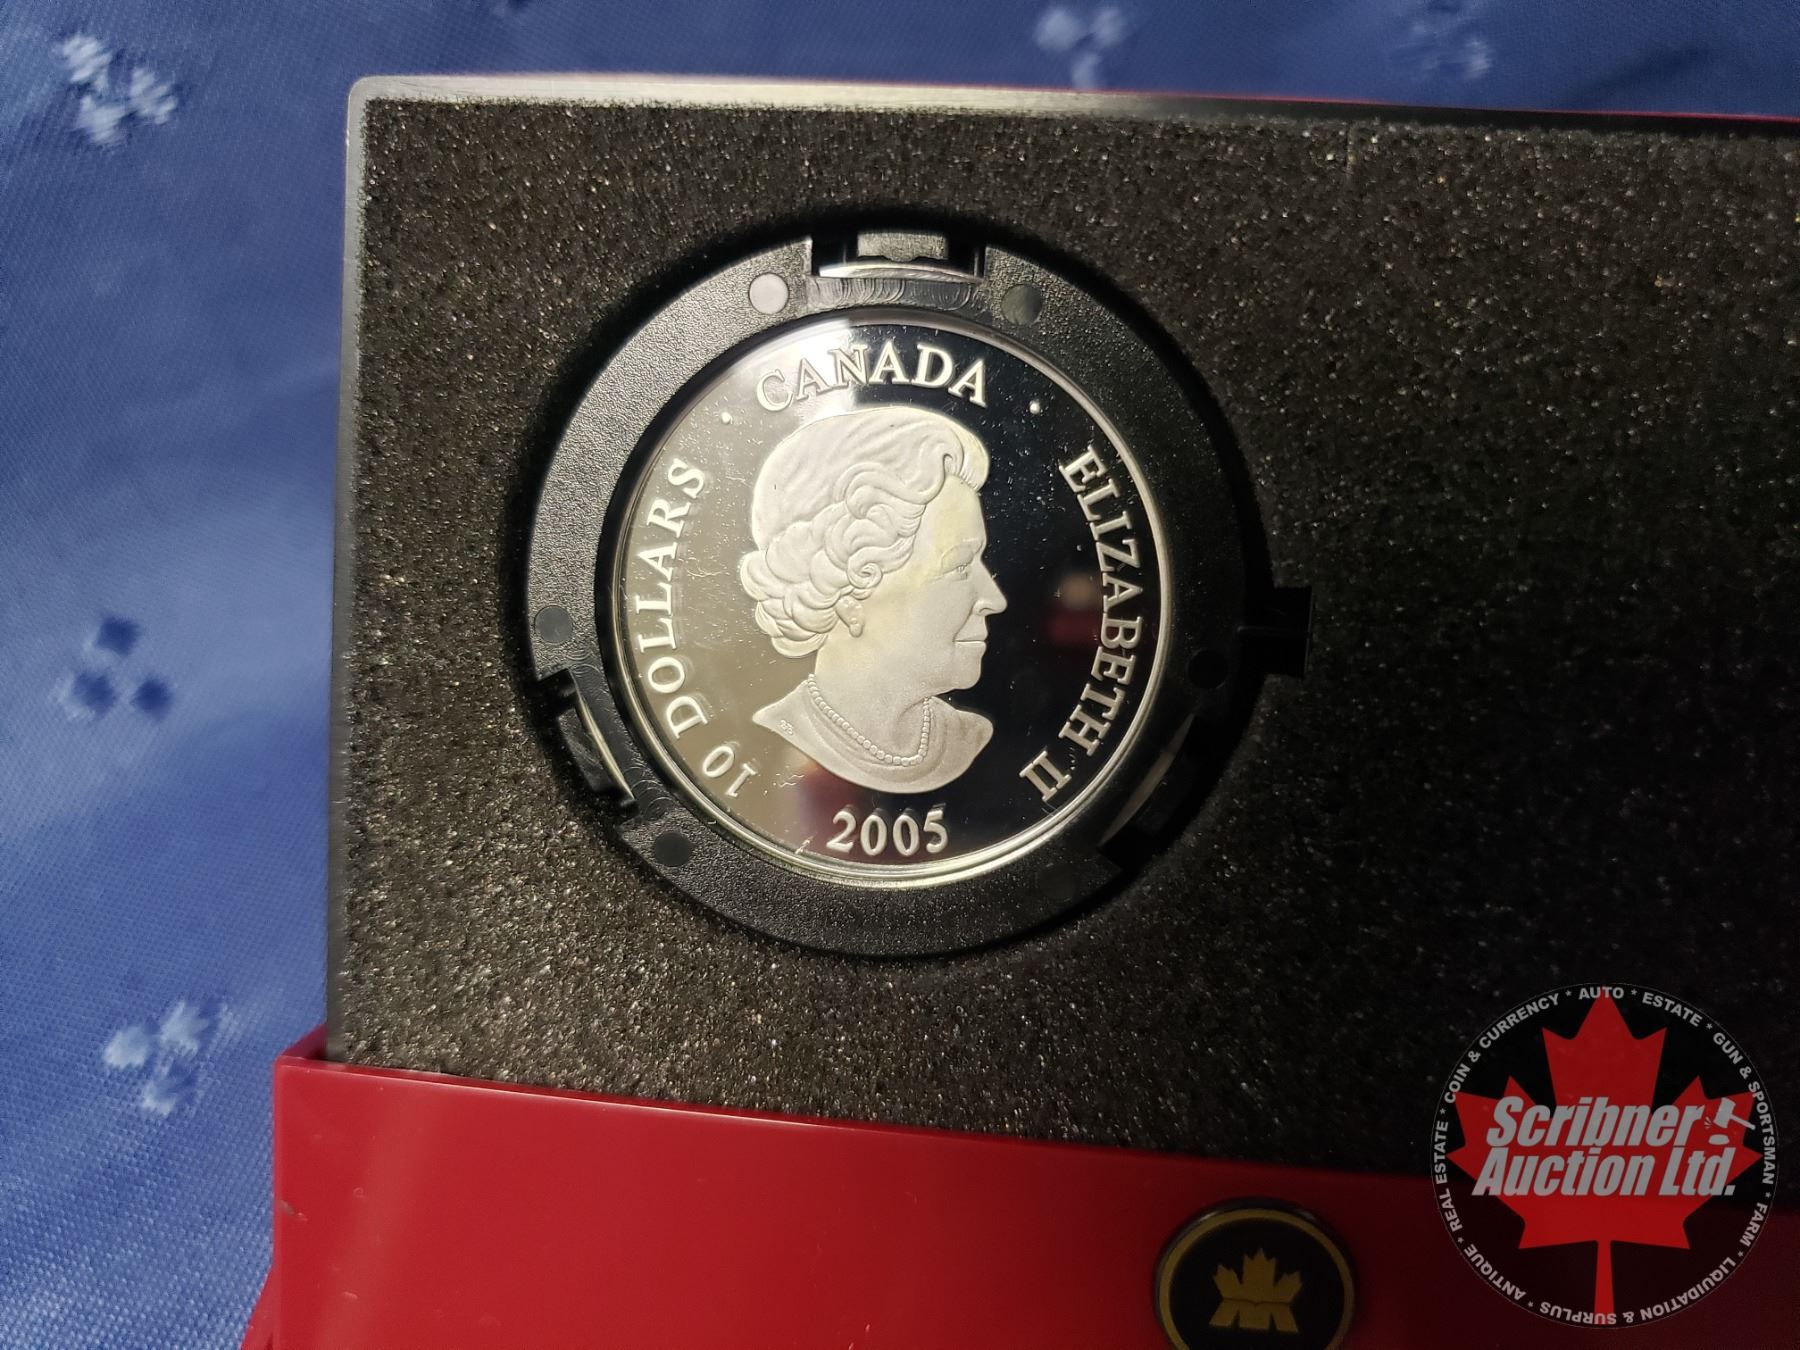 CANADA
10 DOLLARS
ELIZABETH II
2005
COIN & CURRENCY * AUTO * ESTATE * GUN & SPORTSMAN * FARM * LIQUIDATION & SURPLUS * ANTIQUE * REAL ESTATE *
Scribner
Auction Ltd.